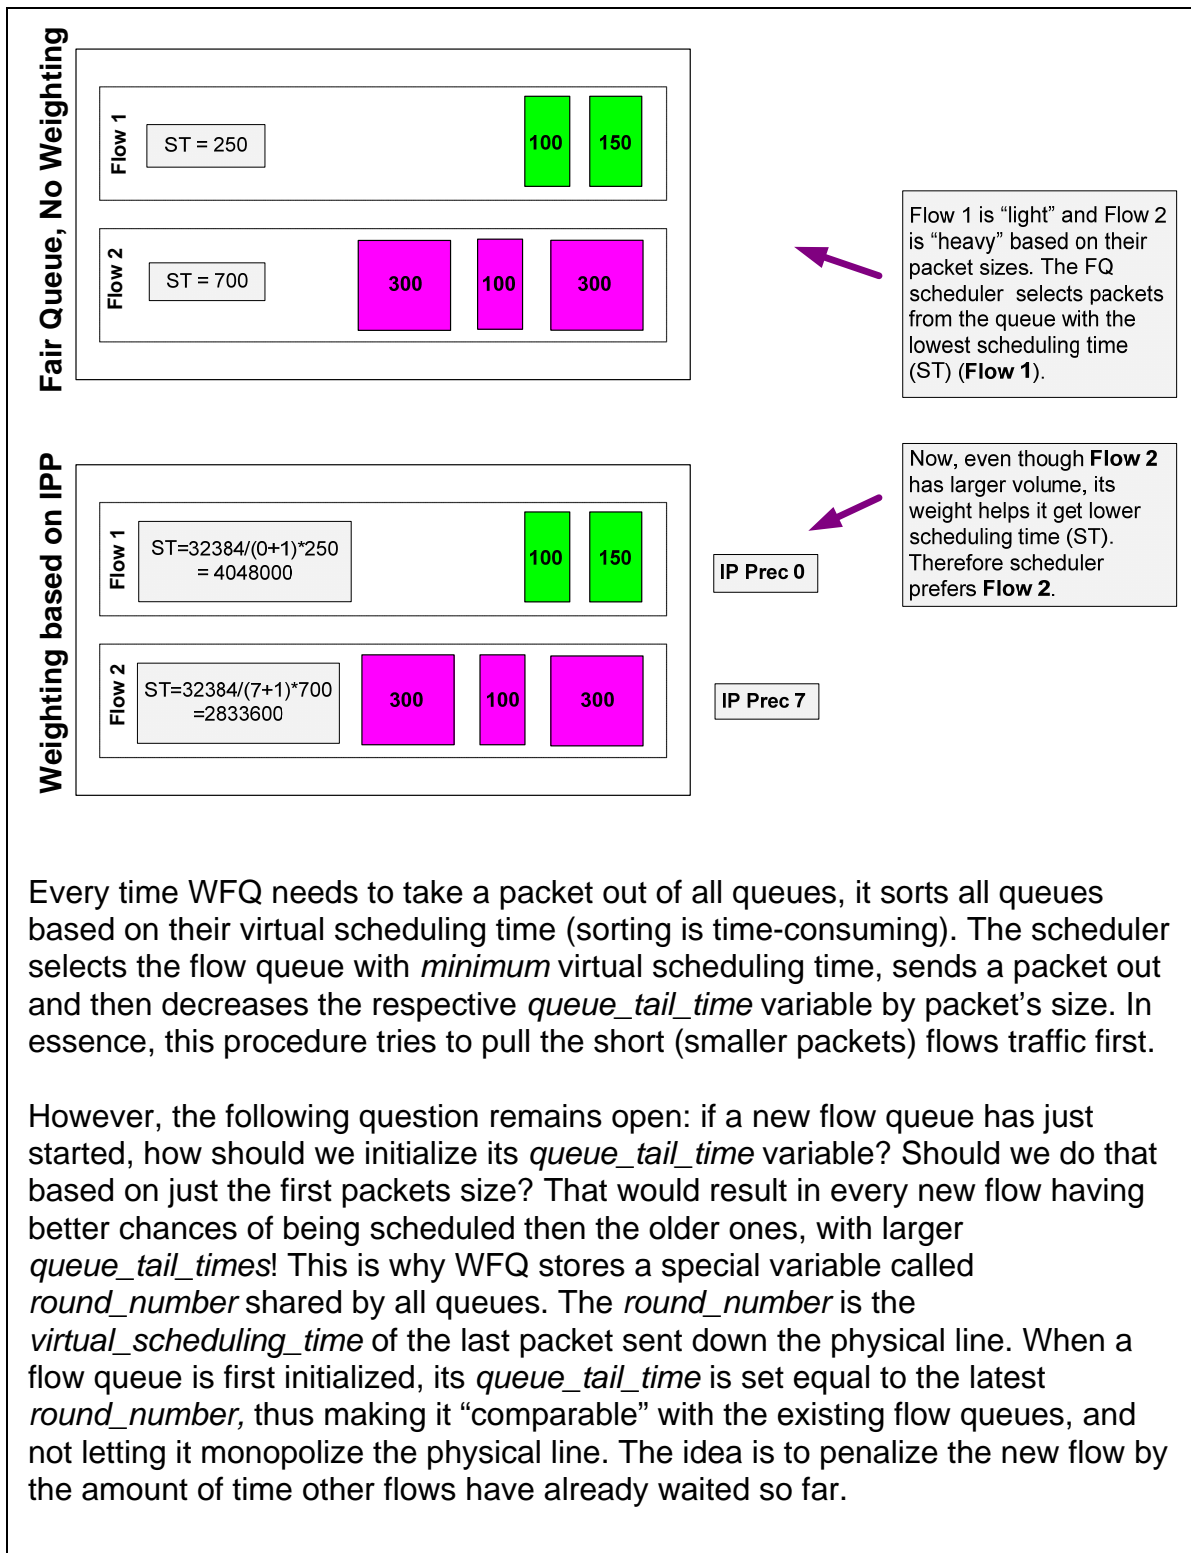 Fair Queue, No Weighting
Flow 1
ST = 250
100
150
Flow 2
ST = 700
300
100
300
Flow 1 is “light” and Flow 2
is “heavy” based on their
packet sizes. The FQ
scheduler selects packets
from the queue with the
lowest scheduling time
(ST) (Flow 1).
Weighting based on IPP
Flow 1
ST=32384/(0+1)*250
= 4048000
100
150
IP Prec 0
Flow 2
ST=32384/(7+1)*700
=2833600
300
100
300
IP Prec 7
Now, even though Flow 2
has larger volume, its
weight helps it get lower
scheduling time (ST).
Therefore scheduler
prefers Flow 2.
Every time WFQ needs to take a packet out of all queues, it sorts all queues
based on their virtual scheduling time (sorting is time-consuming). The scheduler
selects the flow queue with minimum virtual scheduling time, sends a packet out
and then decreases the respective queue_tail_time variable by packet’s size. In
essence, this procedure tries to pull the short (smaller packets) flows traffic first.
However, the following question remains open: if a new flow queue has just
started, how should we initialize its queue_tail_time variable? Should we do that
based on just the first packets size? That would result in every new flow having
better chances of being scheduled then the older ones, with larger
queue_tail_times! This is why WFQ stores a special variable called
round_number shared by all queues. The round_number is the
virtual_scheduling_time of the last packet sent down the physical line. When a
flow queue is first initialized, its queue_tail_time is set equal to the latest
round_number, thus making it “comparable” with the existing flow queues, and
not letting it monopolize the physical line. The idea is to penalize the new flow by
the amount of time other flows have already waited so far.